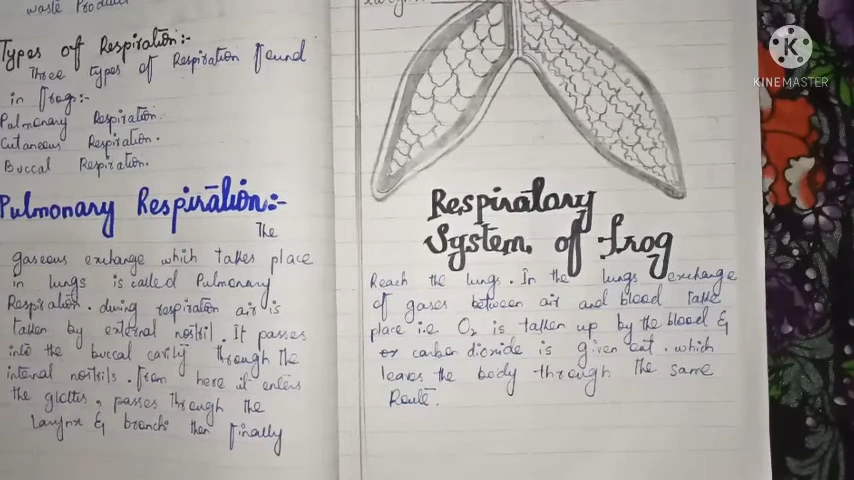 waste Product
Types of Respiration:-
Three types of Respiration found
in frog:-
Pulmonary Respiration.
Cutaneous Respiration.
Buccal Respiration.
Pulmonary Respiration:-
The
gaseous exchange which takes place
in lungs is called Pulmonary
Respiration. during respiration air is
taken by external nostril. It passes
into the buccal cavity through the
internal nostrils. From here it enters
the glottis, passes through the
Larynx & bronchi then finally
Respiratory
System of frog
Reach the lungs. In the lungs exchange
of gases between air and blood take
place i.e O₂ is taken up by the blood &
carbon dioxide is given out. which
leaves the body through the same
Route.
K
KINEMASTER